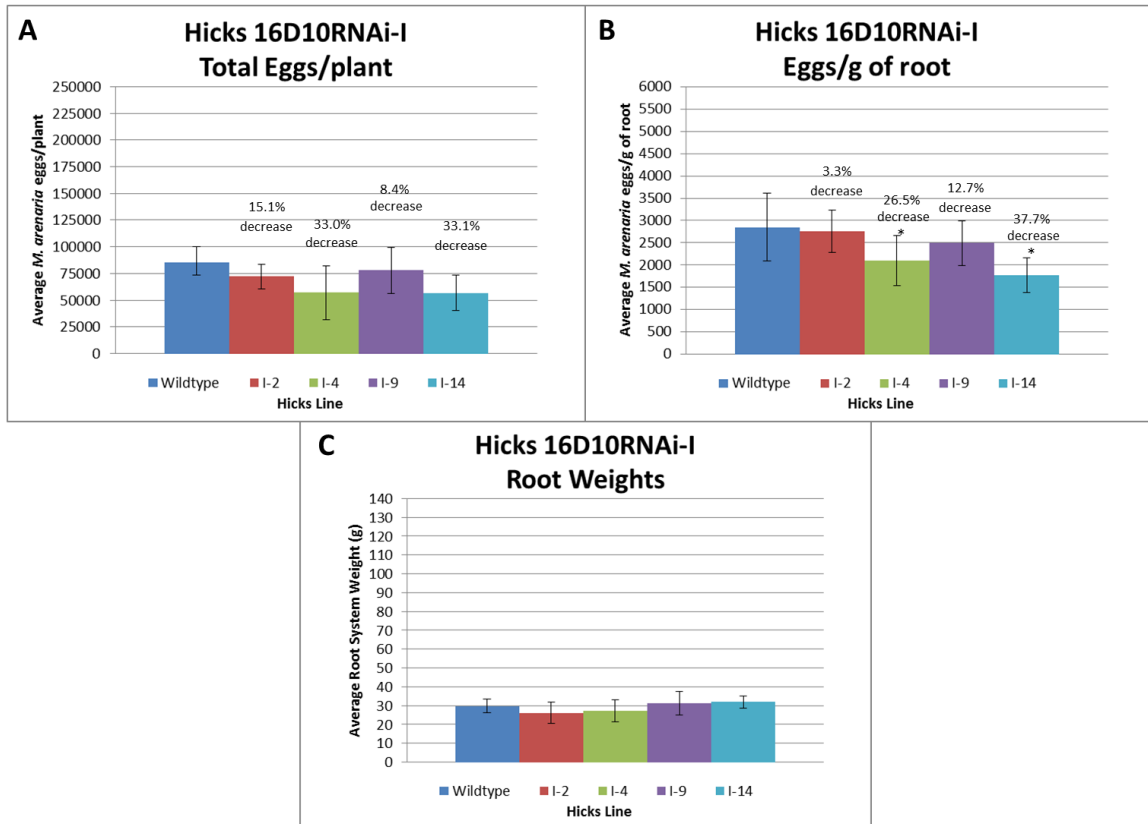 A
Hicks 16D10RNAi-I
Total Eggs/plant
Average M. arenaria eggs/plant
250000
225000
200000
175000
150000
125000
100000
75000
50000
25000
0
15.1%
decrease
33.0%
decrease
8.4%
decrease
33.1%
decrease
Wildtype I-2 I-4 I-9 I-14
Hicks Line
B
Hicks 16D10RNAi-I
Eggs/g of root
Average M. arenaria eggs/g of root
6000
5500
5000
4500
4000
3500
3000
2500
2000
1500
1000
500
0
3.3%
decrease
26.5%
decrease
*
12.7%
decrease
37.7%
decrease
*
Wildtype I-2 I-4 I-9 I-14
Hicks Line
C
Hicks 16D10RNAi-I
Root Weights
Average Root System Weight (g)
140
130
120
110
100
90
80
70
60
50
40
30
20
10
0
Wildtype I-2 I-4 I-9 I-14
Hicks Line